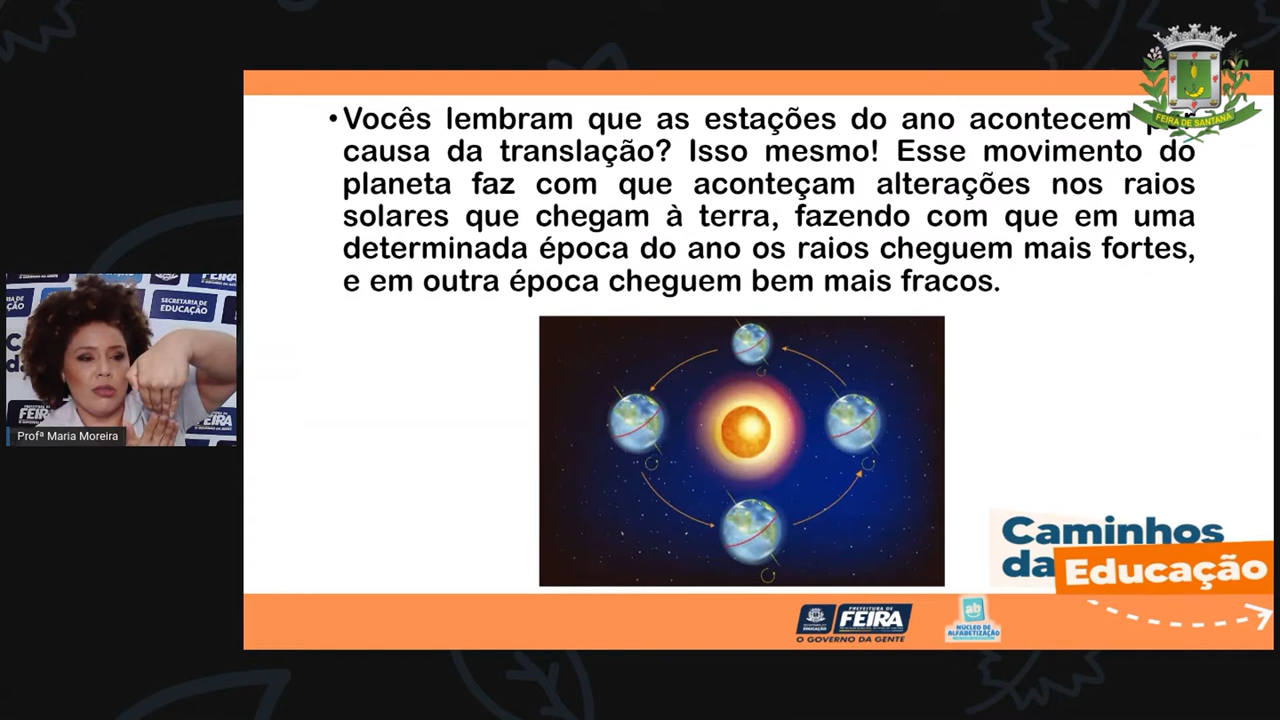 •Vocês lembram que as estações do ano acontecem por
causa da translação? Isso mesmo! Esse movimento do
planeta faz com que aconteçam alterações nos raios
solares que chegam à terra, fazendo com que em uma
determinada época do ano os raios cheguem mais fortes,
e em outra época cheguem bem mais fracos.
FEIRA DE SANTANA
SECRETARIA DE
EDUCAÇÃO
FEIRA
Profª Maria Moreira
Caminhos
da Educação
PREFEITURA DE
FEIRA
EDUCAÇÃO
O GOVERNO DA GENTE
ab
NÚCLEO DE
ALFABETIZAÇÃO